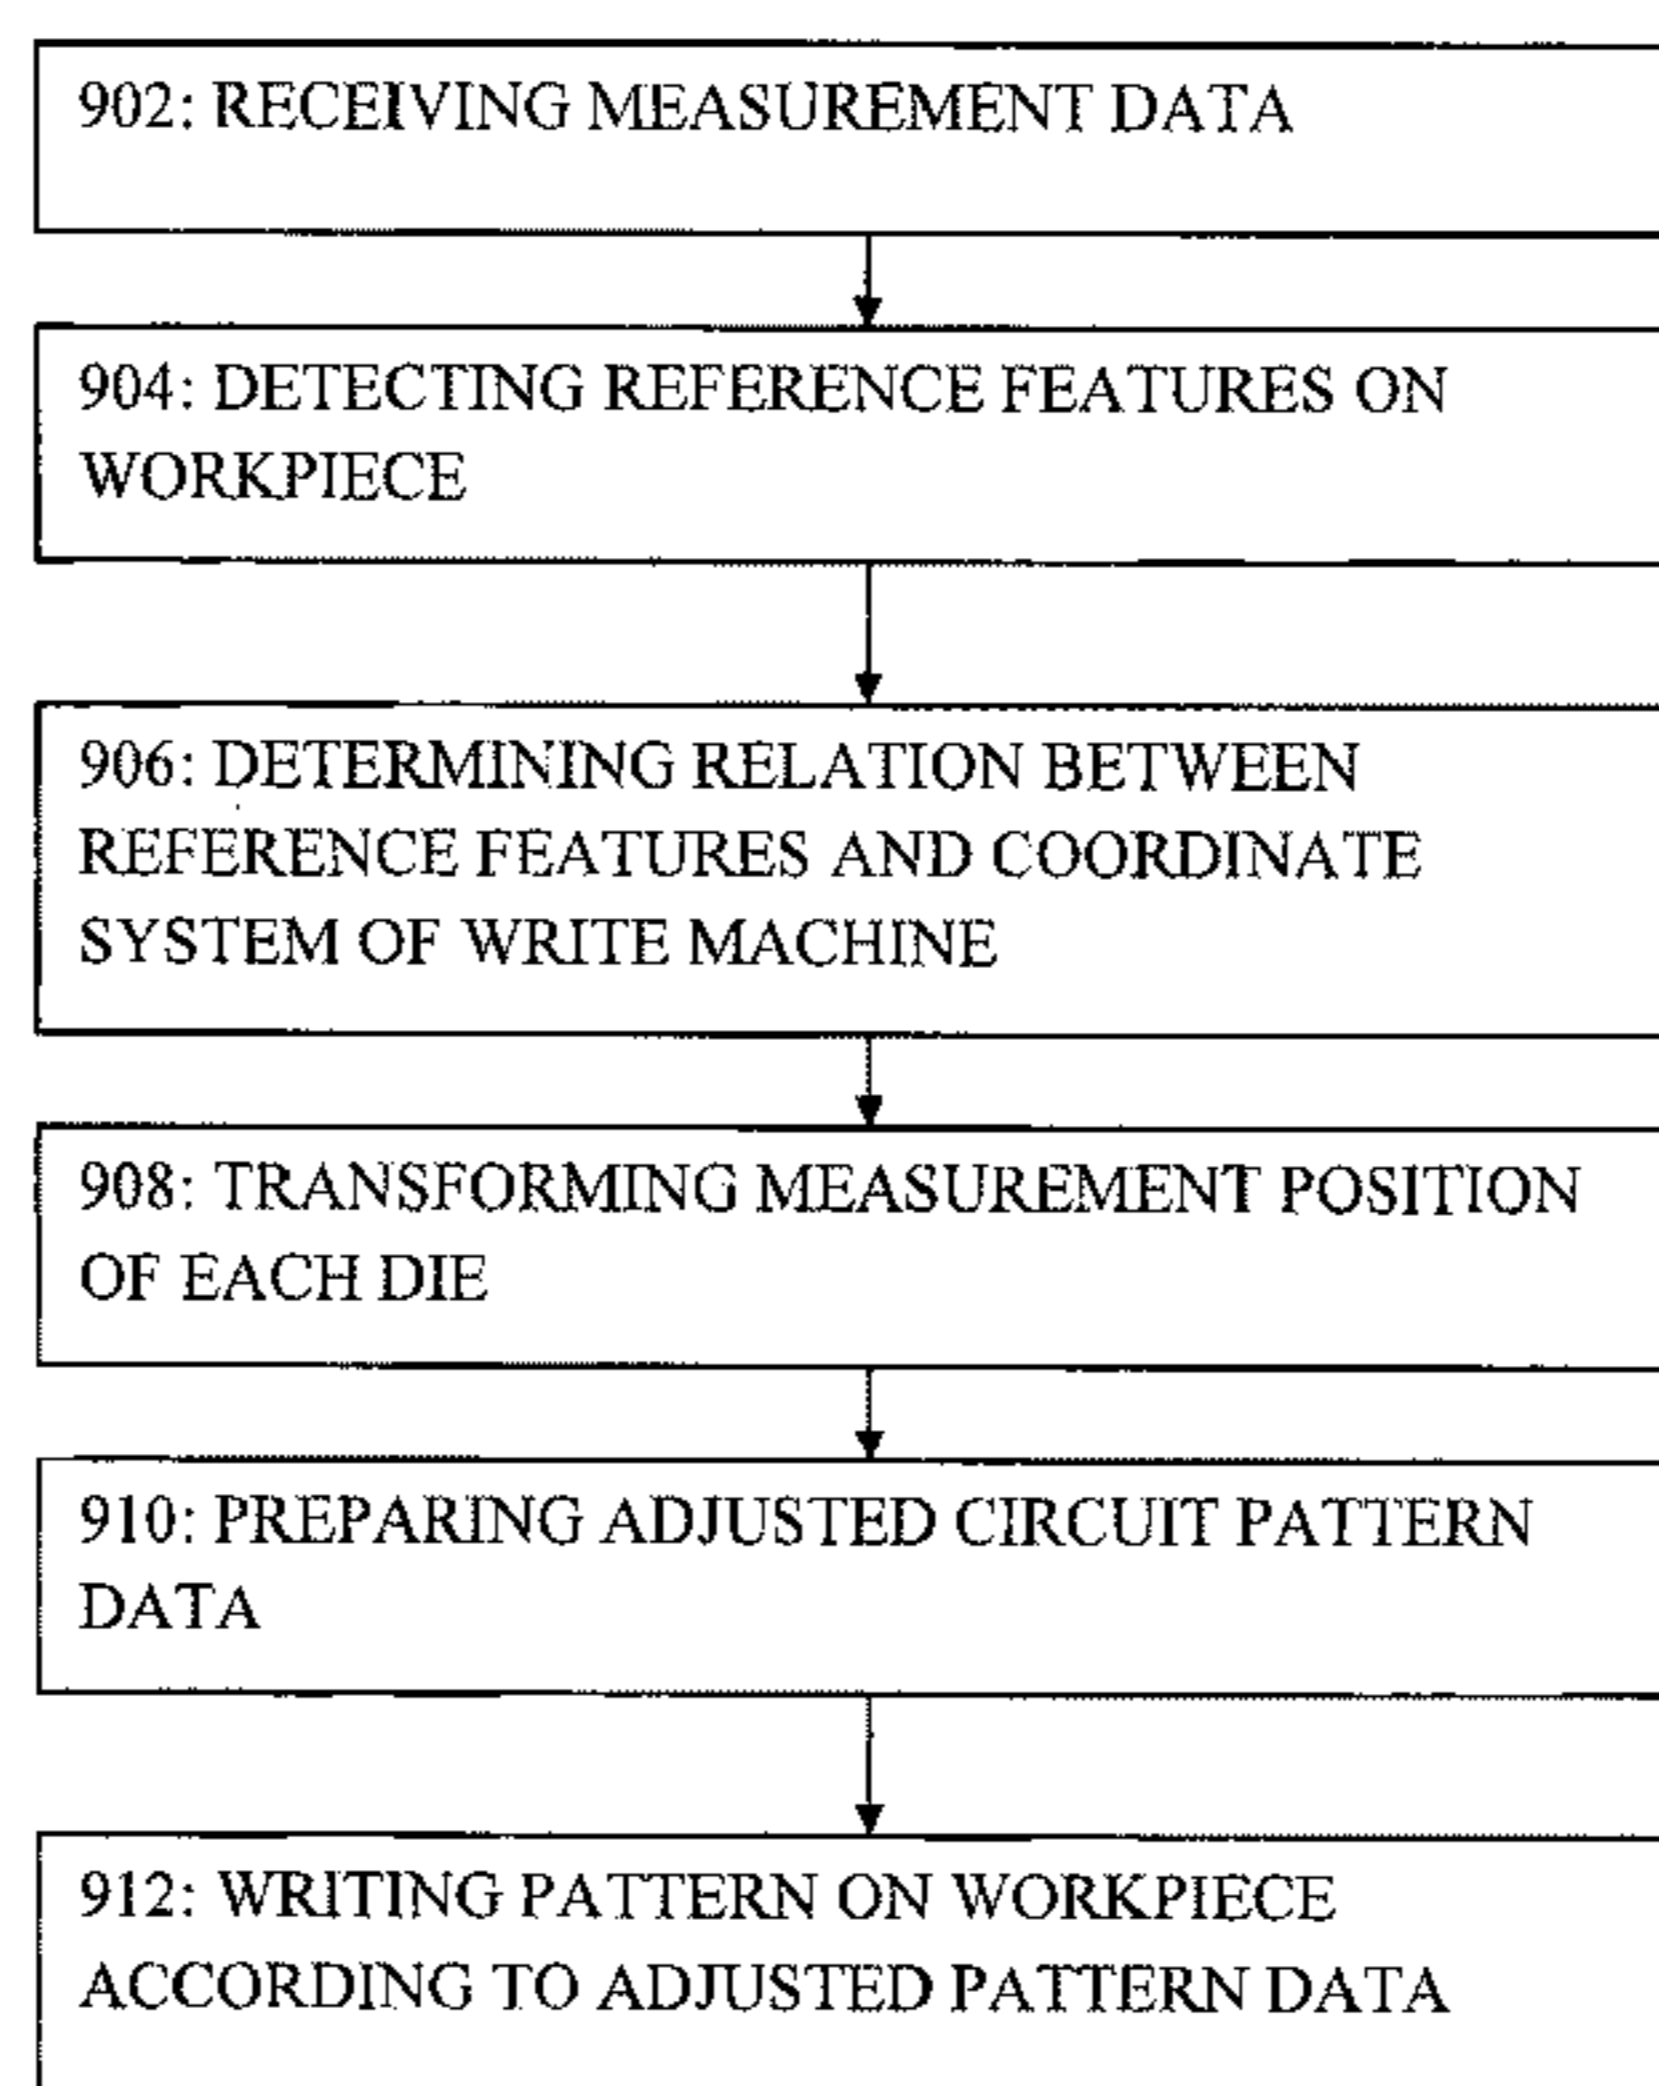 902: RECEIVING MEASUREMENT DATA
904: DETECTING REFERENCE FEATURES ON
WORKPIECE
906: DETERMINING RELATION BETWEEN
REFERENCE FEATURES AND COORDINATE
SYSTEM OF WRITE MACHINE
908: TRANSFORMING MEASUREMENT POSITION
OF EACH DIE
910: PREPARING ADJUSTED CIRCUIT PATTERN
DATA
912: WRITING PATTERN ON WORKPIECE
ACCORDING TO ADJUSTED PATTERN DATA